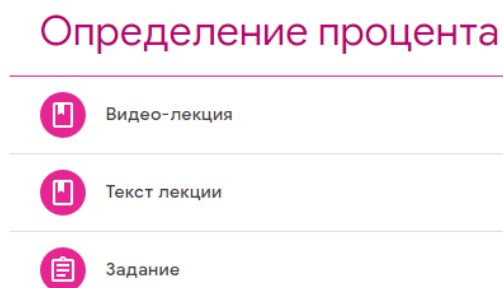 Определение процента
Видео-лекция
Текст лекции
Задание